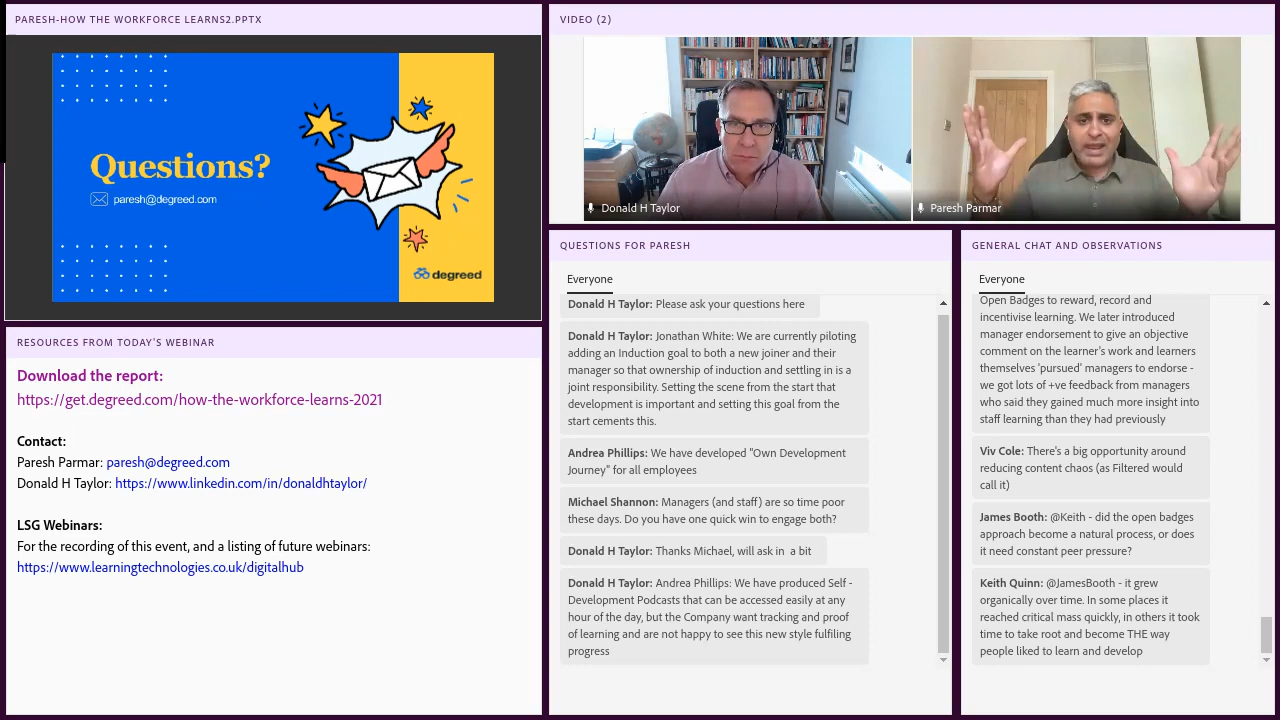 PARESH-HOW THE WORKFORCE LEARNS2.PPTX
Questions?
paresh@degreed.com
degreed
RESOURCES FROM TODAY'S WEBINAR
Download the report:
https://get.degreed.com/how-the-workforce-learns-2021
Contact:
Paresh Parmar: paresh@degreed.com
Donald H Taylor: https://www.linkedin.com/in/donaldhtaylor/
LSG Webinars:
For the recording of this event, and a listing of future webinars:
https://www.learningtechnologies.co.uk/digitalhub
VIDEO (2)
Donald H Taylor
Paresh Parmar
QUESTIONS FOR PARESH
Everyone
Donald H Taylor: Please ask your questions here
Donald H Taylor: Jonathan White: We are currently piloting
adding an Induction goal to both a new joiner and their
manager so that ownership of induction and settling in is a
joint responsibility. Setting the scene from the start that
development is important and setting this goal from the
start cements this.
Andrea Phillips: We have developed "Own Development
Journey" for all employees
Michael Shannon: Managers (and staff) are so time poor
these days. Do you have one quick win to engage both?
Donald H Taylor: Thanks Michael, will ask in a bit
Donald H Taylor: Andrea Phillips: We have produced Self -
Development Podcasts that can be accessed easily at any
hour of the day, but the Company want tracking and proof
of learning and are not happy to see this new style fulfiling
progress
GENERAL CHAT AND OBSERVATIONS
Everyone
Open Badges to reward, record and
incentivise learning. We later introduced
manager endorsement to give an objective
comment on the learner's work and learners
themselves 'pursued' managers to endorse -
we got lots of +ve feedback from managers
who said they gained much more insight into
staff learning than they had previously
Viv Cole: There's a big opportunity around
reducing content chaos (as Filtered would
call it)
James Booth: @Keith - did the open badges
approach become a natural process, or does
it need constant peer pressure?
Keith Quinn: @JamesBooth - it grew
organically over time. In some places it
reached critical mass quickly, in others it took
time to take root and become THE way
people liked to learn and develop